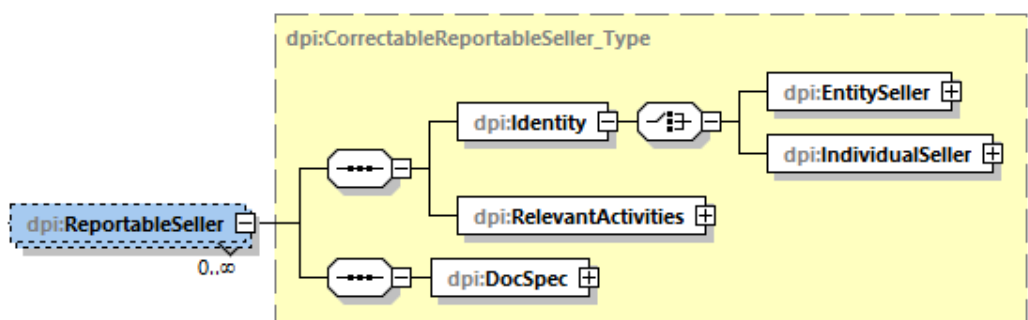 dpi:CorrectableReportableSeller_Type
dpi:EntitySeller
dpi:Identity
dpi:IndividualSeller
dpi:RelevantActivities
dpi:ReportableSeller
0..∞
dpi:DocSpec